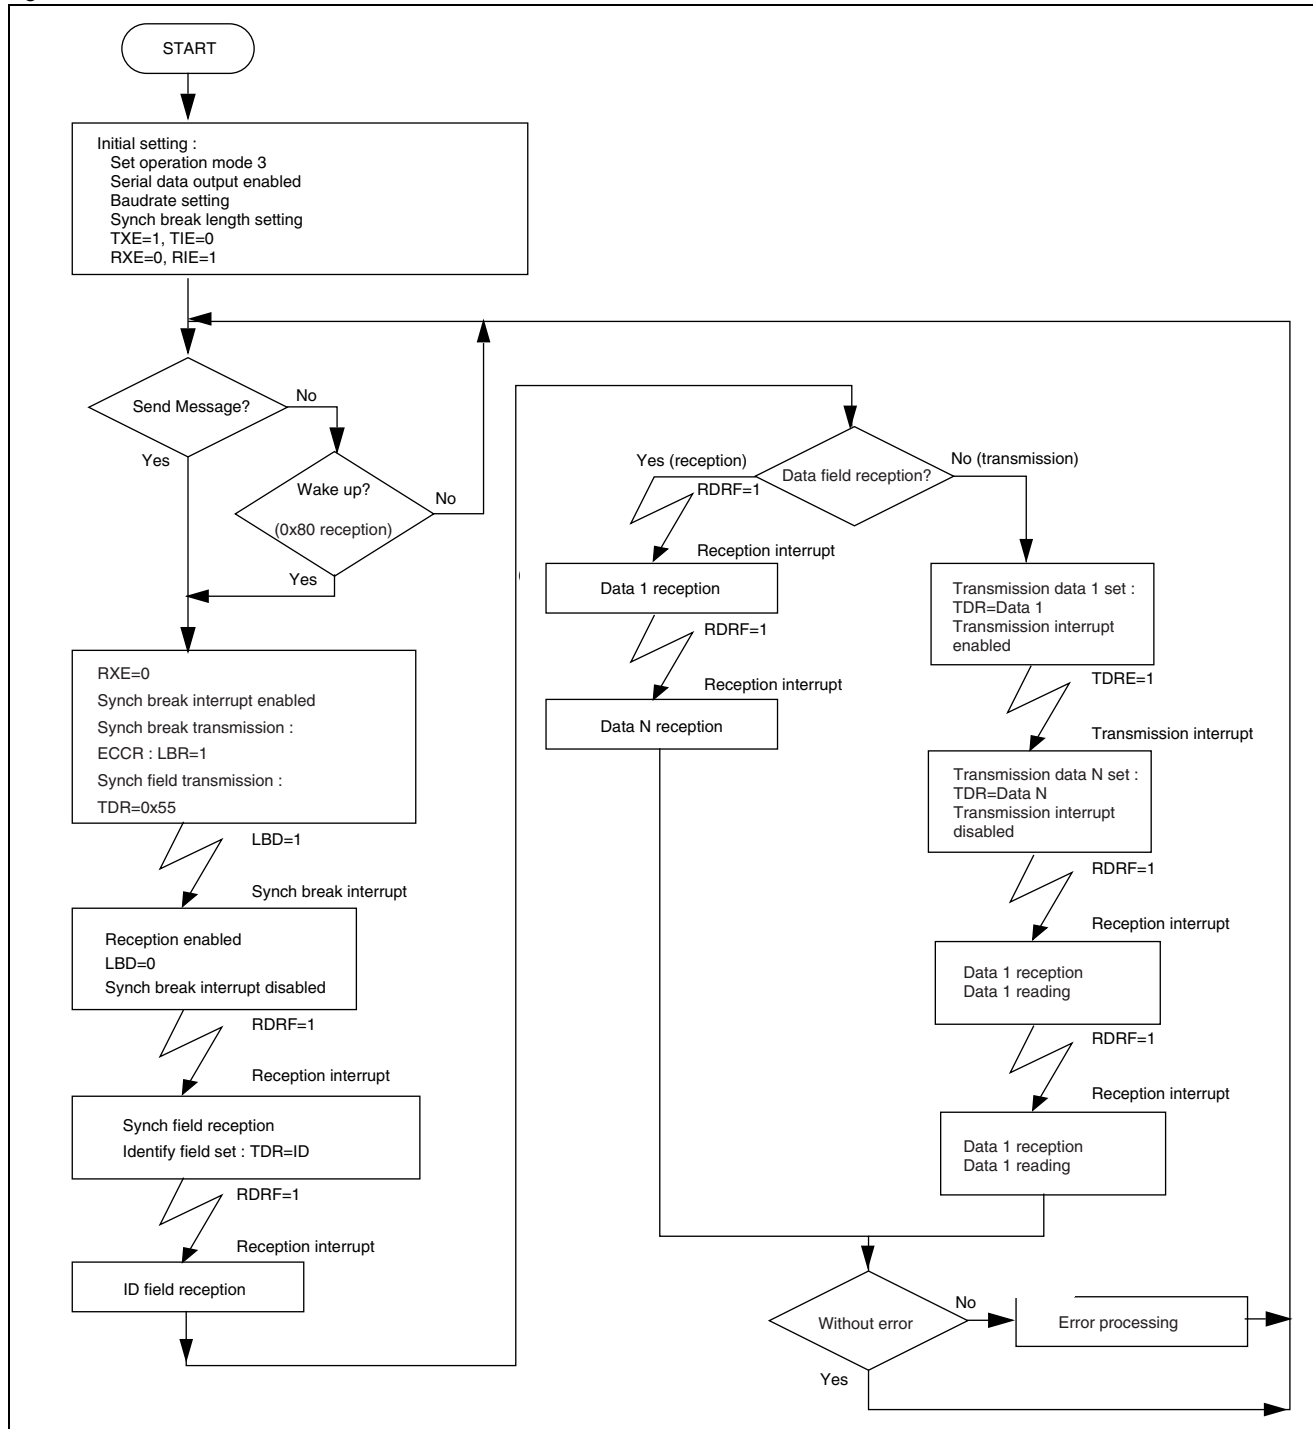 START
Initial setting :
Set operation mode 3
Serial data output enabled
Baudrate setting
Synch break length setting
TXE=1, TIE=0
RXE=0, RIE=1
Send Message?
No
Yes
Wake up?
(0x80 reception)
No
Yes
RXE=0
Synch break interrupt enabled
Synch break transmission :
ECCR : LBR=1
Synch field transmission :
TDR=0x55
LBD=1
Synch break interrupt
Reception enabled
LBD=0
Synch break interrupt disabled
RDRF=1
Reception interrupt
Synch field reception
Identify field set : TDR=ID
RDRF=1
Reception interrupt
ID field reception
Data field reception?
Yes (reception)
No (transmission)
RDRF=1
Reception interrupt
Data 1 reception
RDRF=1
Reception interrupt
Data N reception
Transmission data 1 set :
TDR=Data 1
Transmission interrupt
enabled
TDRE=1
Transmission interrupt
Transmission data N set :
TDR=Data N
Transmission interrupt
disabled
RDRF=1
Reception interrupt
Data 1 reception
Data 1 reading
RDRF=1
Reception interrupt
Data 1 reception
Data 1 reading
Without error
No
Error processing
Yes